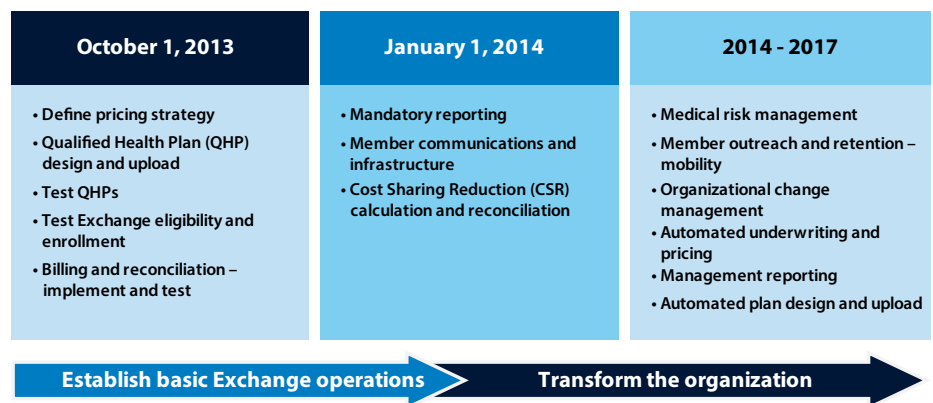 October 1, 2013
• Define pricing strategy
• Qualified Health Plan (QHP)
design and upload
• Test QHPs
• Test Exchange eligibility and
enrollment
• Billing and reconciliation –
implement and test
January 1, 2014
• Mandatory reporting
• Member communications and
infrastructure
• Cost Sharing Reduction (CSR)
calculation and reconciliation
2014 - 2017
• Medical risk management
• Member outreach and retention –
mobility
• Organizational change
management
• Automated underwriting and
pricing
• Management reporting
• Automated plan design and upload
Establish basic Exchange operations
Transform the organization